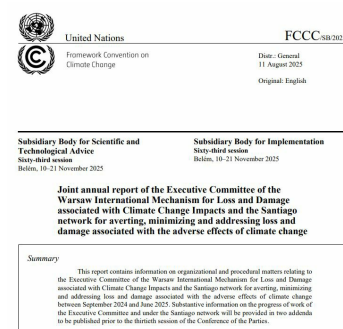 United Nations
FCCC/SB/202
Framework Convention on
Climate Change
Distr.: General
11 August 2025
Original: English
Subsidiary Body for Scientific and
Technological Advice
Sixty-third session
Belém, 10–21 November 2025
Subsidiary Body for Implementation
Sixty-third session
Belém, 10–21 November 2025
Joint annual report of the Executive Committee of the
Warsaw International Mechanism for Loss and Damage
associated with Climate Change Impacts and the Santiago
network for averting, minimizing and addressing loss and
damage associated with the adverse effects of climate change
Summary
This report contains information on organizational and procedural matters relating to
the Executive Committee of the Warsaw International Mechanism for Loss and Damage
associated with Climate Change Impacts and the Santiago network for averting, minimizing
and addressing loss and damage associated with the adverse effects of climate change
between September 2024 and June 2025. Substantive information on the progress of work of
the Executive Committee and under the Santiago network will be provided in two addenda
to be published prior to the thirtieth session of the Conference of the Parties.